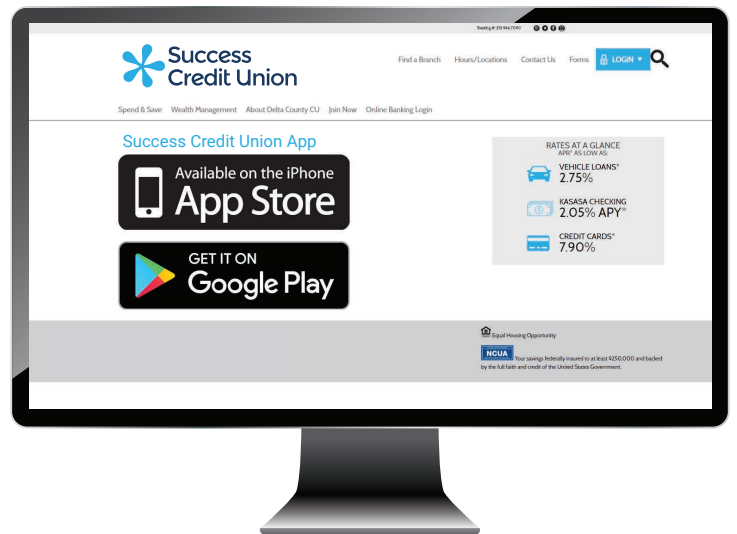 Success
Credit Union
Find a Branch Hours/Locations Contact Us Forms LOGIN
Spend & Save Wealth Management About Delta County CU Join Now Online Banking Login
Success Credit Union App
Available on the iPhone
App Store
GET IT ON
Google Play
RATES AT A GLANCE
APR* AS LOW AS:
VEHICLE LOANS*
2.75%
KASASA CHECKING
2.05% APY*
CREDIT CARDS*
7.90%
Equal Housing Opportunity
NCUA Your savings federally insured to at least $250,000 and backed
by the full faith and credit of the United States Government.